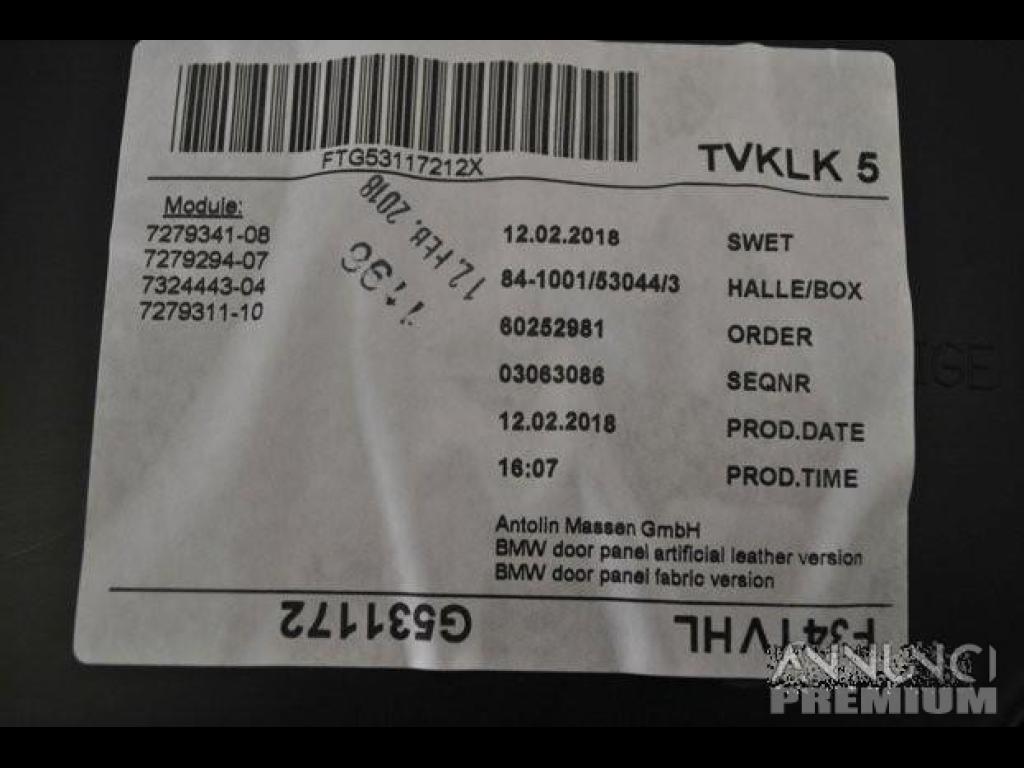 FTG53117212X
TVKLK 5
Module:
7279341-08
7279294-07
7324443-04
7279311-10
12. FEB. 2018
12.02.2018 SWET
84-1001/53044/3 HALLE/BOX
60252981 ORDER
03063086 SEQNR
12.02.2018 PROD.DATE
16:07 PROD.TIME
Antolin Massen GmbH
BMW door panel artificial leather version
BMW door panel fabric version
G531172
F34TVHL
ANNUNCI
PREMIUM